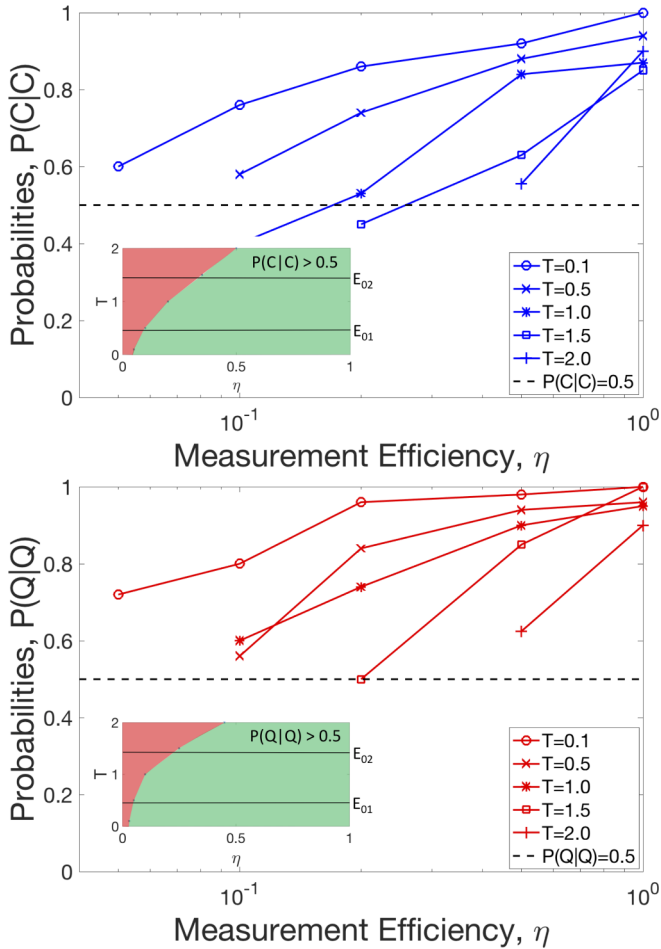 1
0.8
0.6
0.4
0.2
0
Probabilities, P(C|C)
10⁻¹
10⁰
Measurement Efficiency, η
2
1
0
T
0
0.5
1
η
P(C|C) > 0.5
E₀₂
E₀₁
T=0.1
T=0.5
T=1.0
T=1.5
T=2.0
P(C|C)=0.5
1
0.8
0.6
0.4
0.2
0
Probabilities, P(Q|Q)
10⁻¹
10⁰
Measurement Efficiency, η
2
1
0
T
0
0.5
1
η
P(Q|Q) > 0.5
E₀₂
E₀₁
T=0.1
T=0.5
T=1.0
T=1.5
T=2.0
P(Q|Q)=0.5